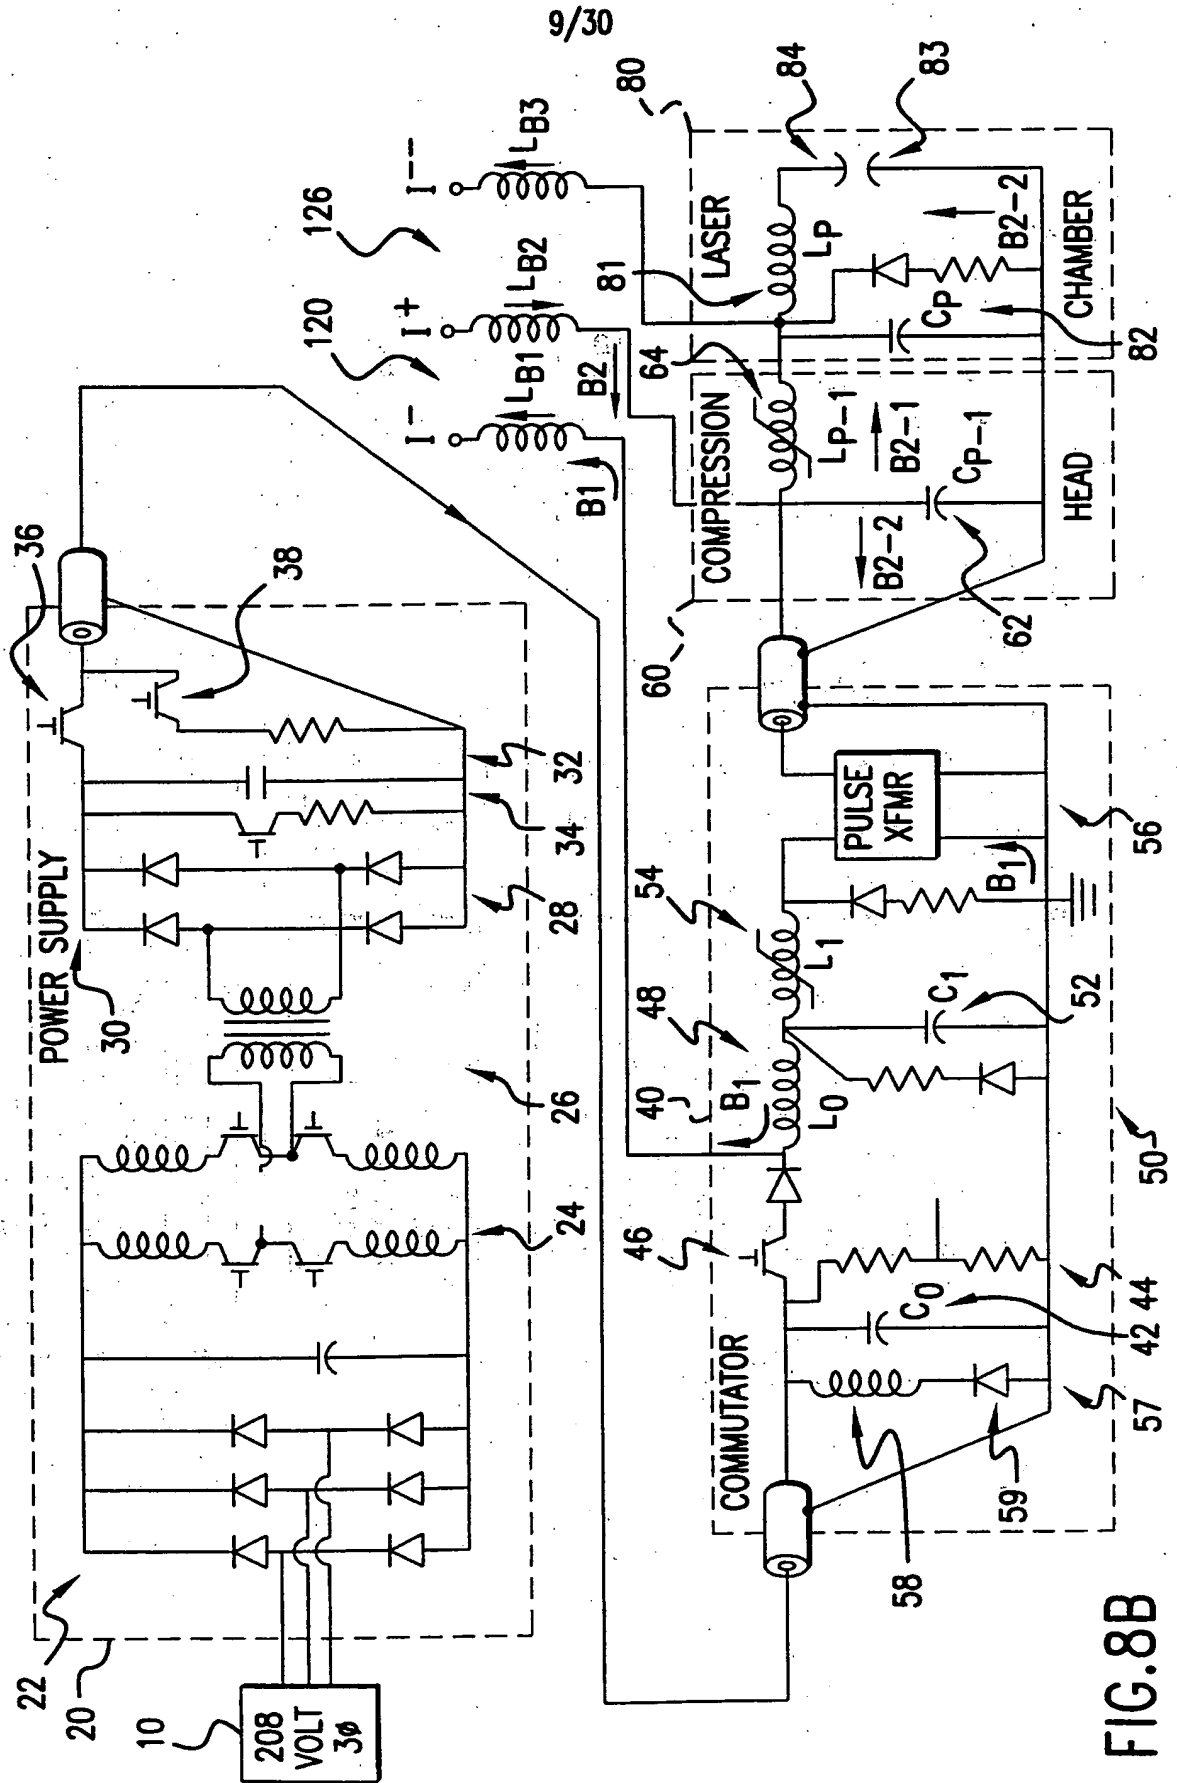 9/30
POWER SUPPLY
22
20
10
208
VOLT
3ø
30
26
24
28
34
32
36
38
I-
I+
I--
120
126
LB1
LB2
LB3
B1
B2
COMMUTATOR
46
40
48
54
B1
L0
L1
C0
C1
PULSE
XFMR
B1
58
59
57
42
44
50
52
56
60
COMPRESSION
HEAD
64
LP-1
B2-1
B2-2
CP-1
62
80
LASER
CHAMBER
81
LP
CP
B2-2
82
84
83
FIG.8B